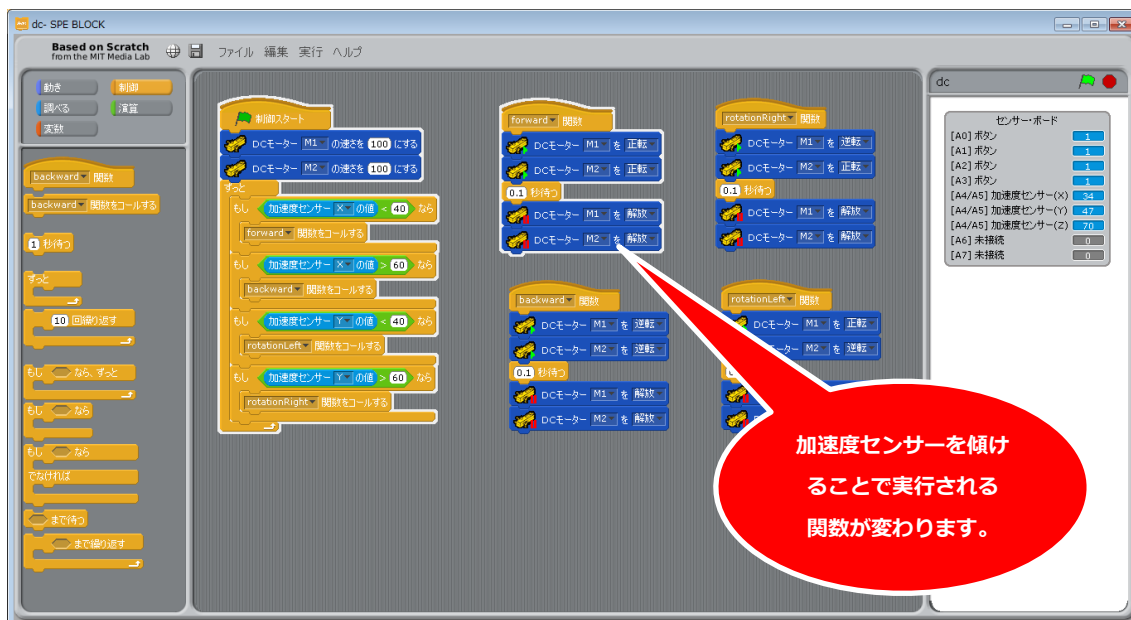 dc- SPE BLOCK
Based on Scratch
from the MIT Media Lab
ファイル 編集 実行 ヘルプ
動き 制御
調べる 演算
変数
backward 関数
backward 関数をコールする
1 秒待つ
ずっと
10 回繰り返す
もし なら、ずっと
もし なら
もし なら
でなければ
まで待つ
まで繰り返す
制御スタート
DCモーター M1 の速さを 100 にする
DCモーター M2 の速さを 100 にする
ずっと
もし 加速度センサー X の値 < 40 なら
forward 関数をコールする
もし 加速度センサー X の値 > 60 なら
backward 関数をコールする
もし 加速度センサー Y の値 < 40 なら
rotationLeft 関数をコールする
もし 加速度センサー Y の値 > 60 なら
rotationRight 関数をコールする
forward 関数
DCモーター M1 を 正転
DCモーター M2 を 正転
0.1 秒待つ
DCモーター M1 を 解放
DCモーター M2 を 解放
backward 関数
DCモーター M1 を 逆転
DCモーター M2 を 逆転
0.1 秒待つ
DCモーター M1 を 解放
DCモーター M2 を 解放
rotationRight 関数
DCモーター M1 を 逆転
DCモーター M2 を 正転
0.1 秒待つ
DCモーター M1 を 解放
DCモーター M2 を 解放
rotationLeft 関数
DCモーター M1 を 正転
モーター M2 を 逆転
加速度センサーを傾け
ることで実行される
関数が変わります。
dc
センサー・ボード
[A0] ボタン 1
[A1] ボタン 1
[A2] ボタン 1
[A3] ボタン 1
[A4/A5] 加速度センサー(X) 34
[A4/A5] 加速度センサー(Y) 47
[A4/A5] 加速度センサー(Z) 70
[A6] 未接続 0
[A7] 未接続 0